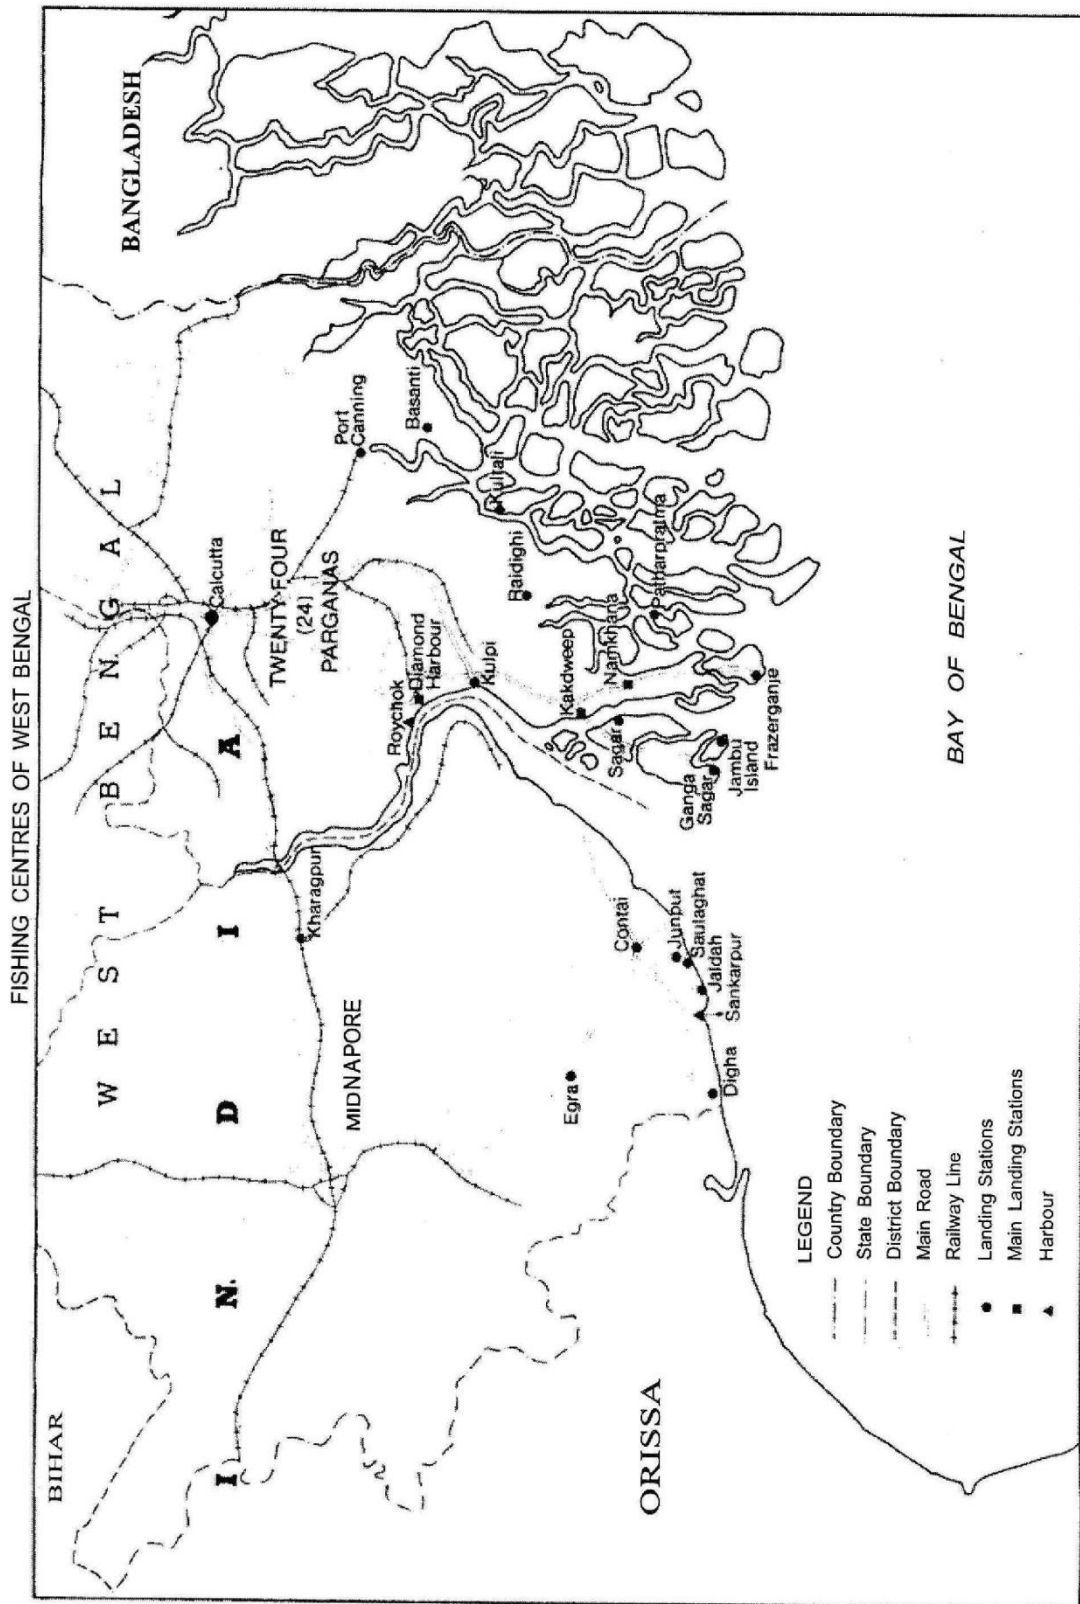 FISHING CENTRES OF WEST BENGAL
BIHAR
WEST BENGAL
BANGLADESH
INDIA
Calcutta
Kharagpur
TWENTY-FOUR
(24)
PARGANAS
MIDNAPORE
Port
Canning
Basanti
Roychok
Diamond
Harbour
Kulpi
Kultali
Raidighi
Kakdweep
Namkhana
Patharpratma
Sagar
Ganga
Sagar
Jambu
Island
Frazerganje
Egra
Contai
Junput
Saulaghat
Jaldah
Sankarpur
Digha
ORISSA
BAY OF BENGAL
LEGEND
Country Boundary
State Boundary
District Boundary
Main Road
Railway Line
Landing Stations
Main Landing Stations
Harbour